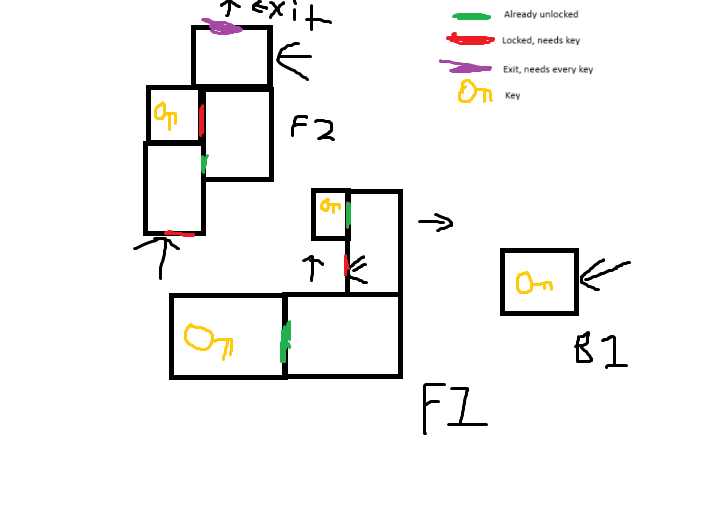 exit
Already unlocked
Locked, needs key
Exit, needs every key
Key
F2
B1
F1